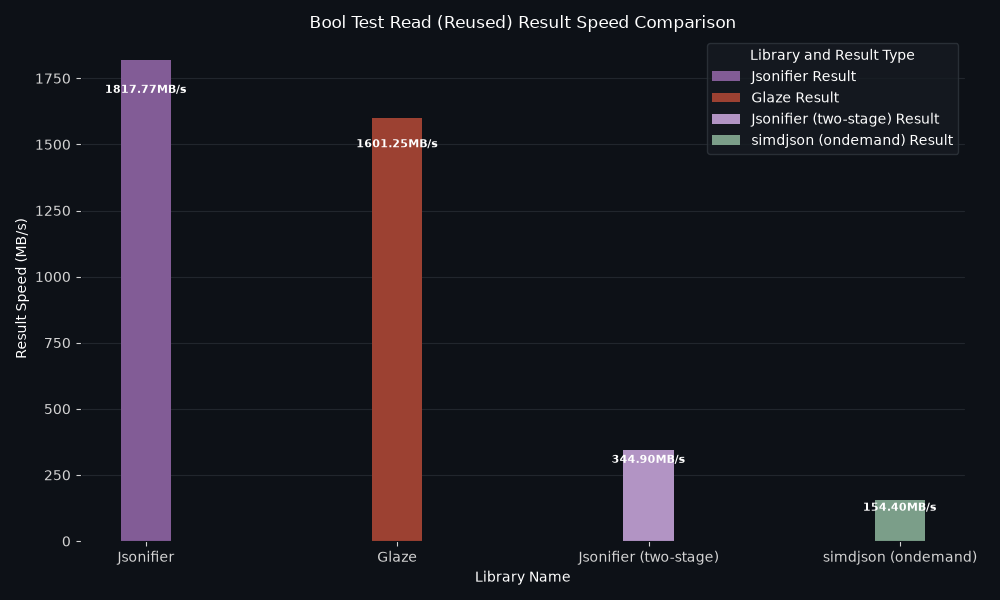 Bool Test Read (Reused) Result Speed Comparison
Library and Result Type
Jsonifier Result
Glaze Result
Jsonifier (two-stage) Result
simdjson (ondemand) Result
Result Speed (MB/s)
1750
1500
1250
1000
750
500
250
0
1817.77MB/s
1601.25MB/s
344.90MB/s
154.40MB/s
Jsonifier
Glaze
Jsonifier (two-stage)
simdjson (ondemand)
Library Name